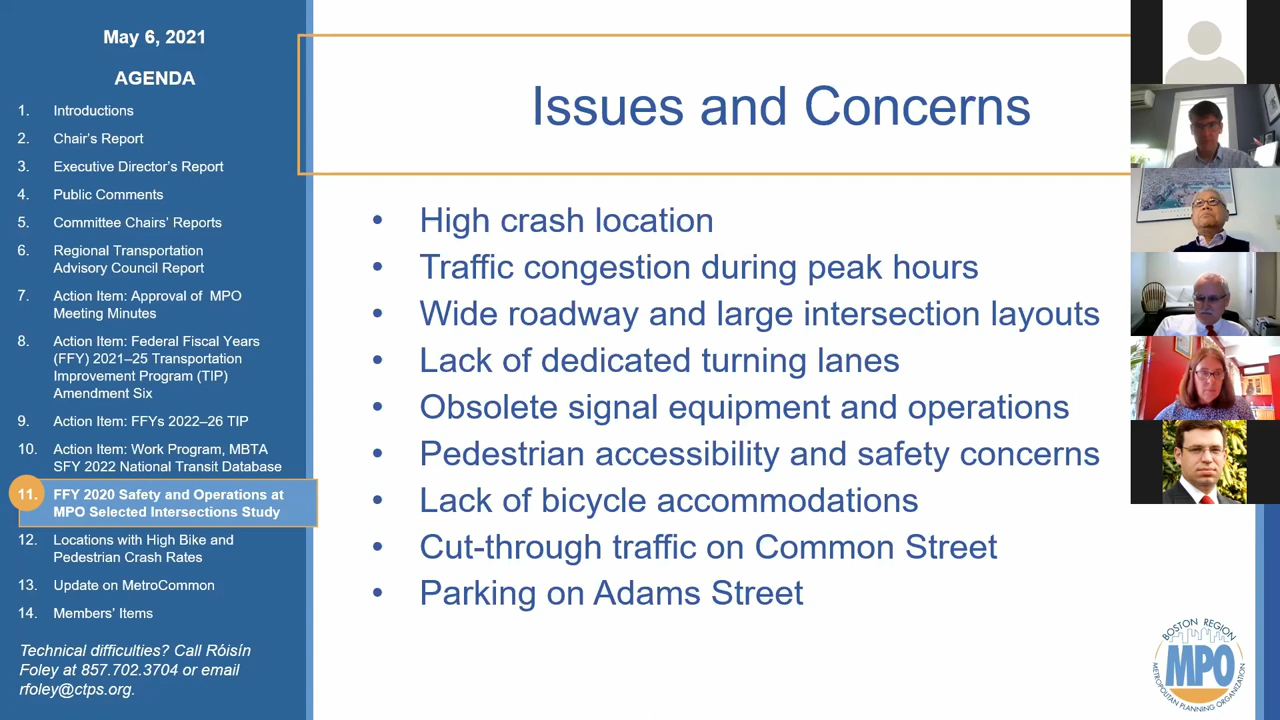 May 6, 2021
AGENDA
1. Introductions
2. Chair's Report
3. Executive Director's Report
4. Public Comments
5. Committee Chairs' Reports
6. Regional Transportation
Advisory Council Report
7. Action Item: Approval of MPO
Meeting Minutes
8. Action Item: Federal Fiscal Years
(FFY) 2021–25 Transportation
Improvement Program (TIP)
Amendment Six
9. Action Item: FFYs 2022–26 TIP
10. Action Item: Work Program, MBTA
SFY 2022 National Transit Database
11. FFY 2020 Safety and Operations at
MPO Selected Intersections Study
12. Locations with High Bike and
Pedestrian Crash Rates
13. Update on MetroCommon
14. Members' Items
Technical difficulties? Call Róisín
Foley at 857.702.3704 or email
rfoley@ctps.org.
Issues and Concerns
• High crash location
• Traffic congestion during peak hours
• Wide roadway and large intersection layouts
• Lack of dedicated turning lanes
• Obsolete signal equipment and operations
• Pedestrian accessibility and safety concerns
• Lack of bicycle accommodations
• Cut-through traffic on Common Street
• Parking on Adams Street
BOSTON REGION
MPO
METROPOLITAN PLANNING ORGANIZATION